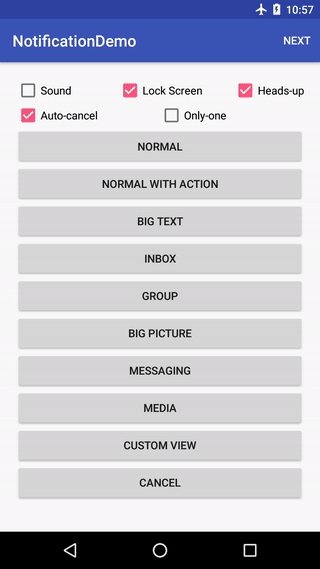 10:57
NotificationDemo NEXT
Sound Lock Screen Heads-up
Auto-cancel Only-one
NORMAL
NORMAL WITH ACTION
BIG TEXT
INBOX
GROUP
BIG PICTURE
MESSAGING
MEDIA
CUSTOM VIEW
CANCEL